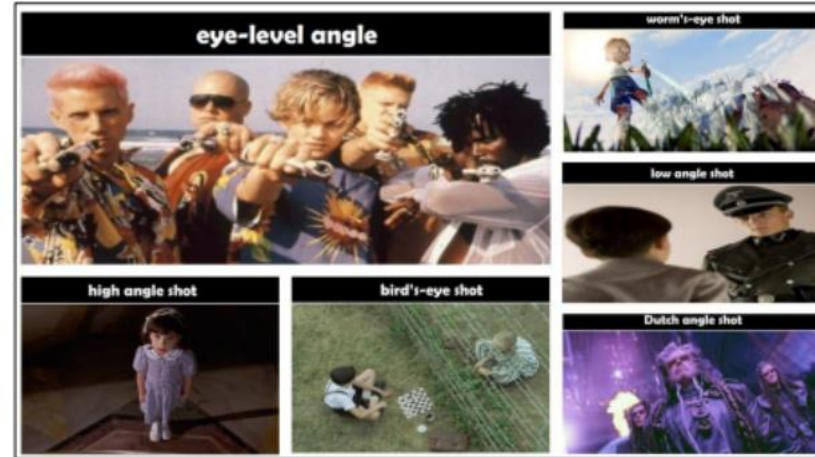 eye-level angle
worm's-eye shot
low angle shot
high angle shot
bird's-eye shot
Dutch angle shot